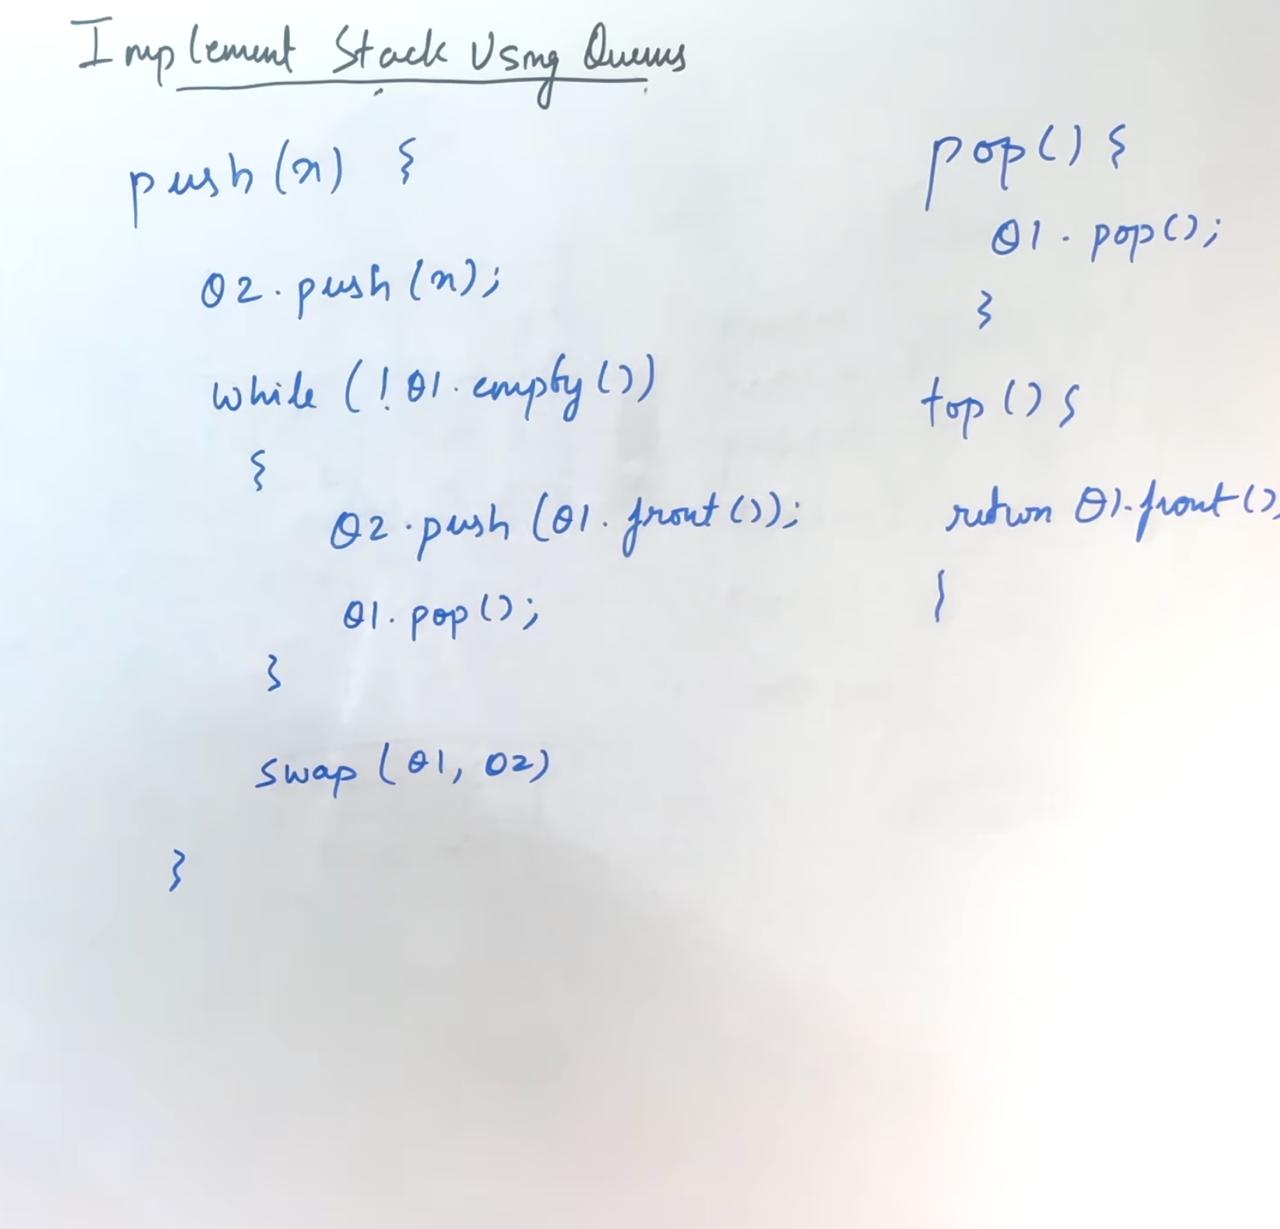 Implement Stack Using Queues
push(x) {
Q2.push(x);
while (!Q1.empty())
{
Q2.push(Q1.front());
Q1.pop();
}
swap(Q1, Q2)
}
pop() {
Q1.pop();
}
top() {
return Q1.front()
}